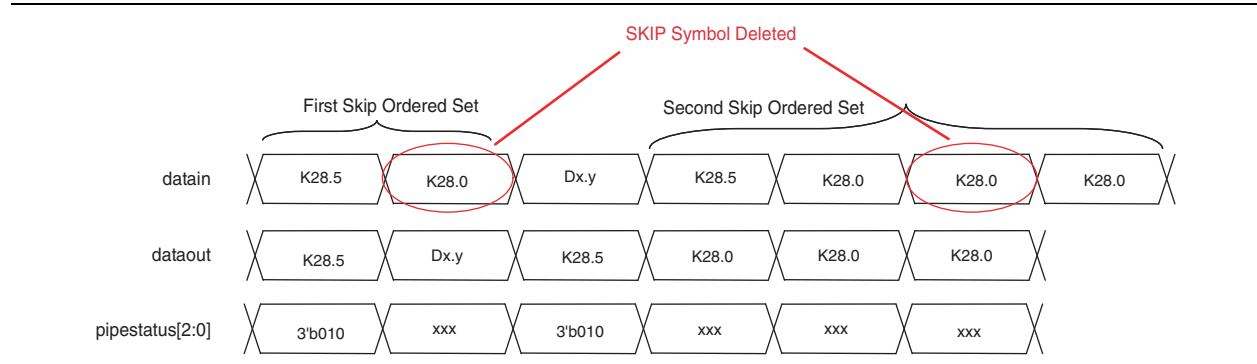 SKIP Symbol Deleted
First Skip Ordered Set Second Skip Ordered Set
datain K28.5 K28.0 Dx.y K28.5 K28.0 K28.0 K28.0
dataout K28.5 Dx.y K28.5 K28.0 K28.0 K28.0
pipestatus[2:0] 3'b010 xxx 3'b010 xxx xxx xxx